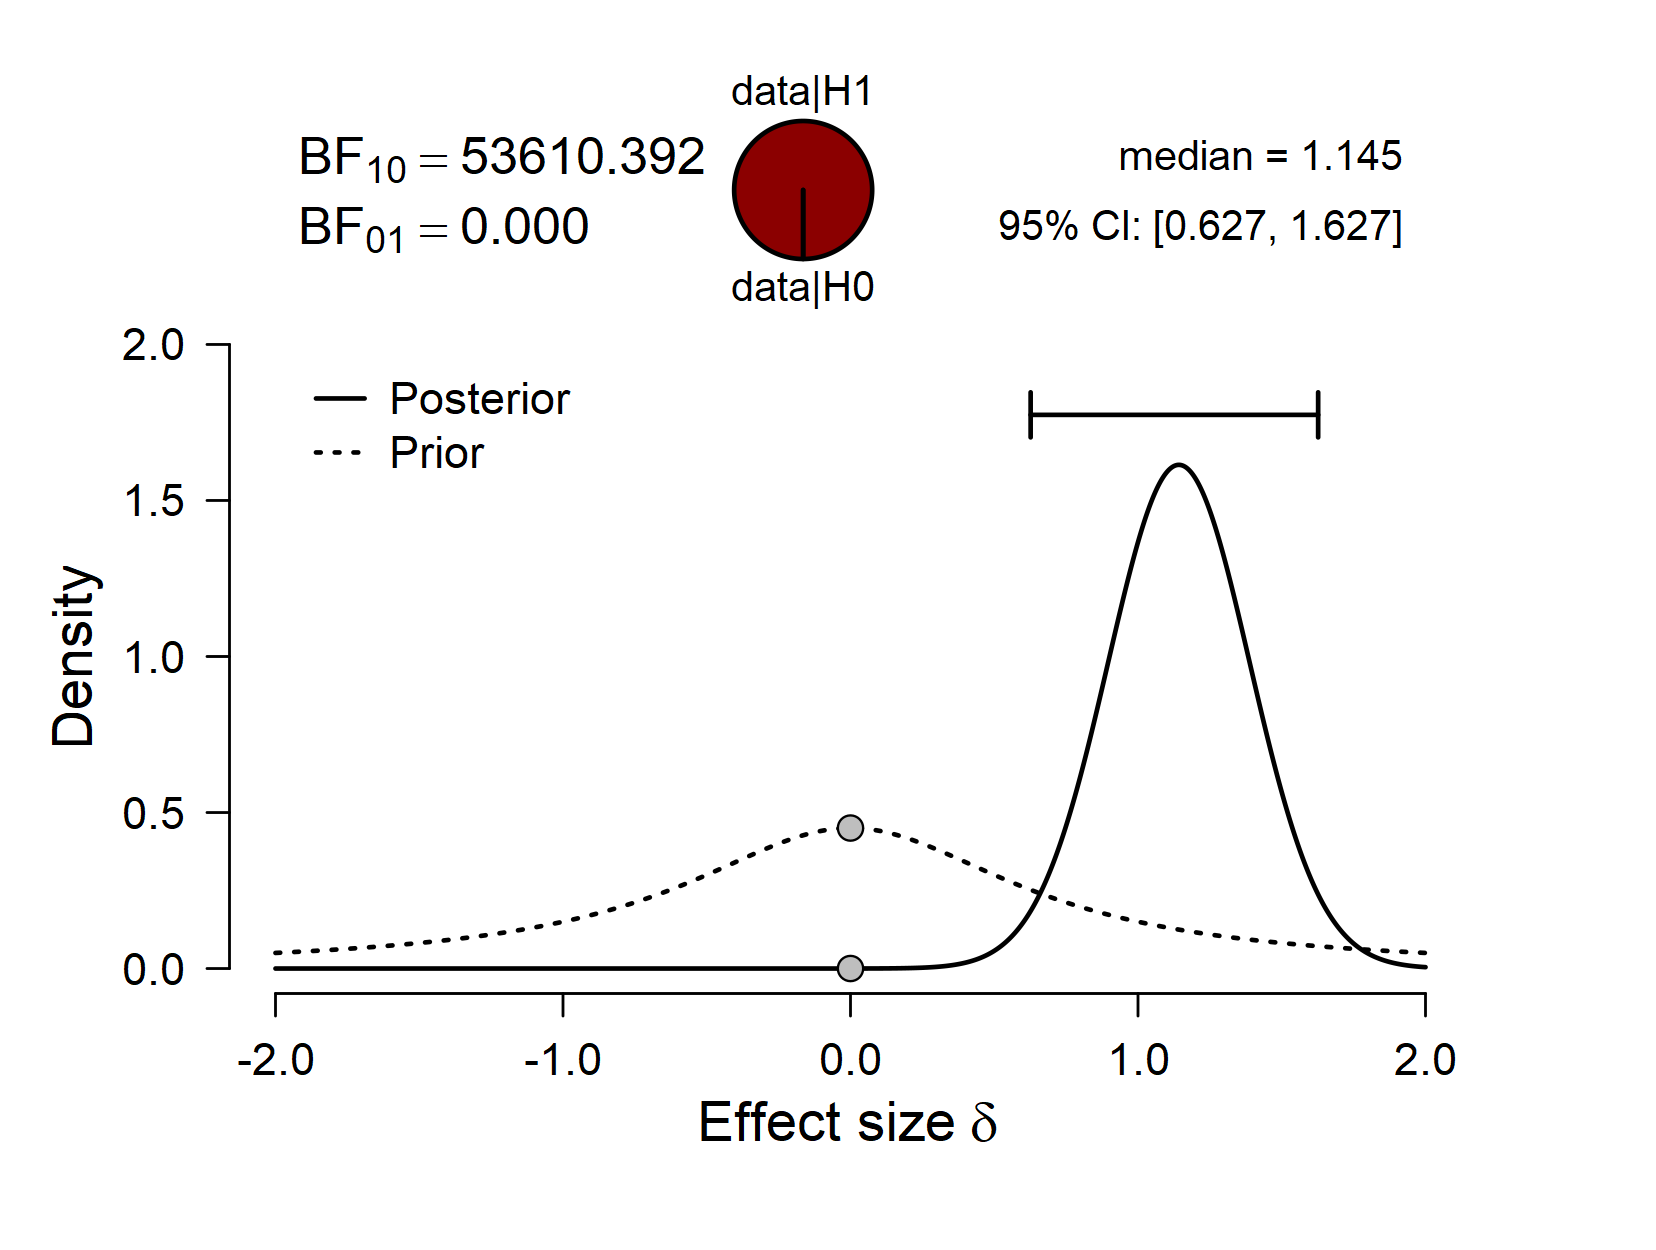 data|H1
BF10 = 53610.392
BF01 = 0.000
data|H0
median = 1.145
95% CI: [0.627, 1.627]
Posterior
Prior
Density
2.0
1.5
1.0
0.5
0.0
-2.0 -1.0 0.0 1.0 2.0
Effect size δ